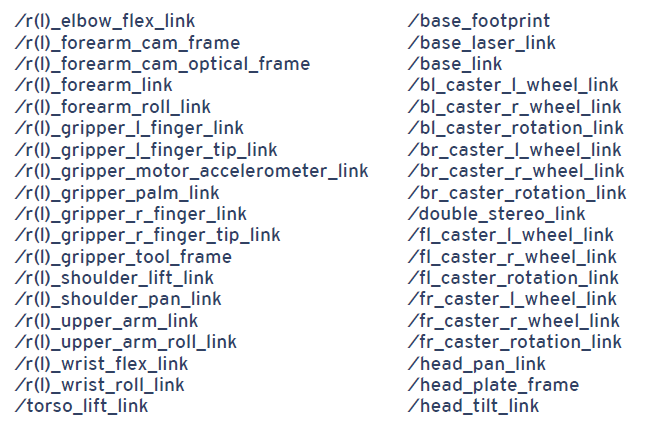 /r(l)_elbow_flex_link
/r(l)_forearm_cam_frame
/r(l)_forearm_cam_optical_frame
/r(l)_forearm_link
/r(l)_forearm_roll_link
/r(l)_gripper_l_finger_link
/r(l)_gripper_l_finger_tip_link
/r(l)_gripper_motor_accelerometer_link
/r(l)_gripper_palm_link
/r(l)_gripper_r_finger_link
/r(l)_gripper_r_finger_tip_link
/r(l)_gripper_tool_frame
/r(l)_shoulder_lift_link
/r(l)_shoulder_pan_link
/r(l)_upper_arm_link
/r(l)_upper_arm_roll_link
/r(l)_wrist_flex_link
/r(l)_wrist_roll_link
/torso_lift_link
/base_footprint
/base_laser_link
/base_link
/bl_caster_l_wheel_link
/bl_caster_r_wheel_link
/bl_caster_rotation_link
/br_caster_l_wheel_link
/br_caster_r_wheel_link
/br_caster_rotation_link
/double_stereo_link
/fl_caster_l_wheel_link
/fl_caster_r_wheel_link
/fl_caster_rotation_link
/fr_caster_l_wheel_link
/fr_caster_r_wheel_link
/fr_caster_rotation_link
/head_pan_link
/head_plate_frame
/head_tilt_link